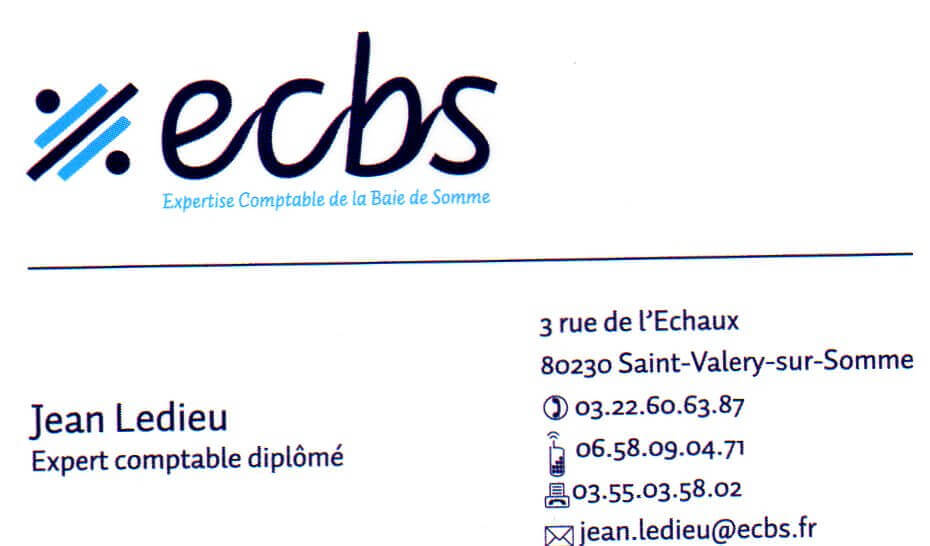 ecbs
Expertise Comptable de la Baie de Somme
Jean Ledieu
Expert comptable diplômé
3 rue de l'Echaux
80230 Saint-Valery-sur-Somme
03.22.60.63.87
06.58.09.04.71
03.55.03.58.02
jean.ledieu@ecbs.fr